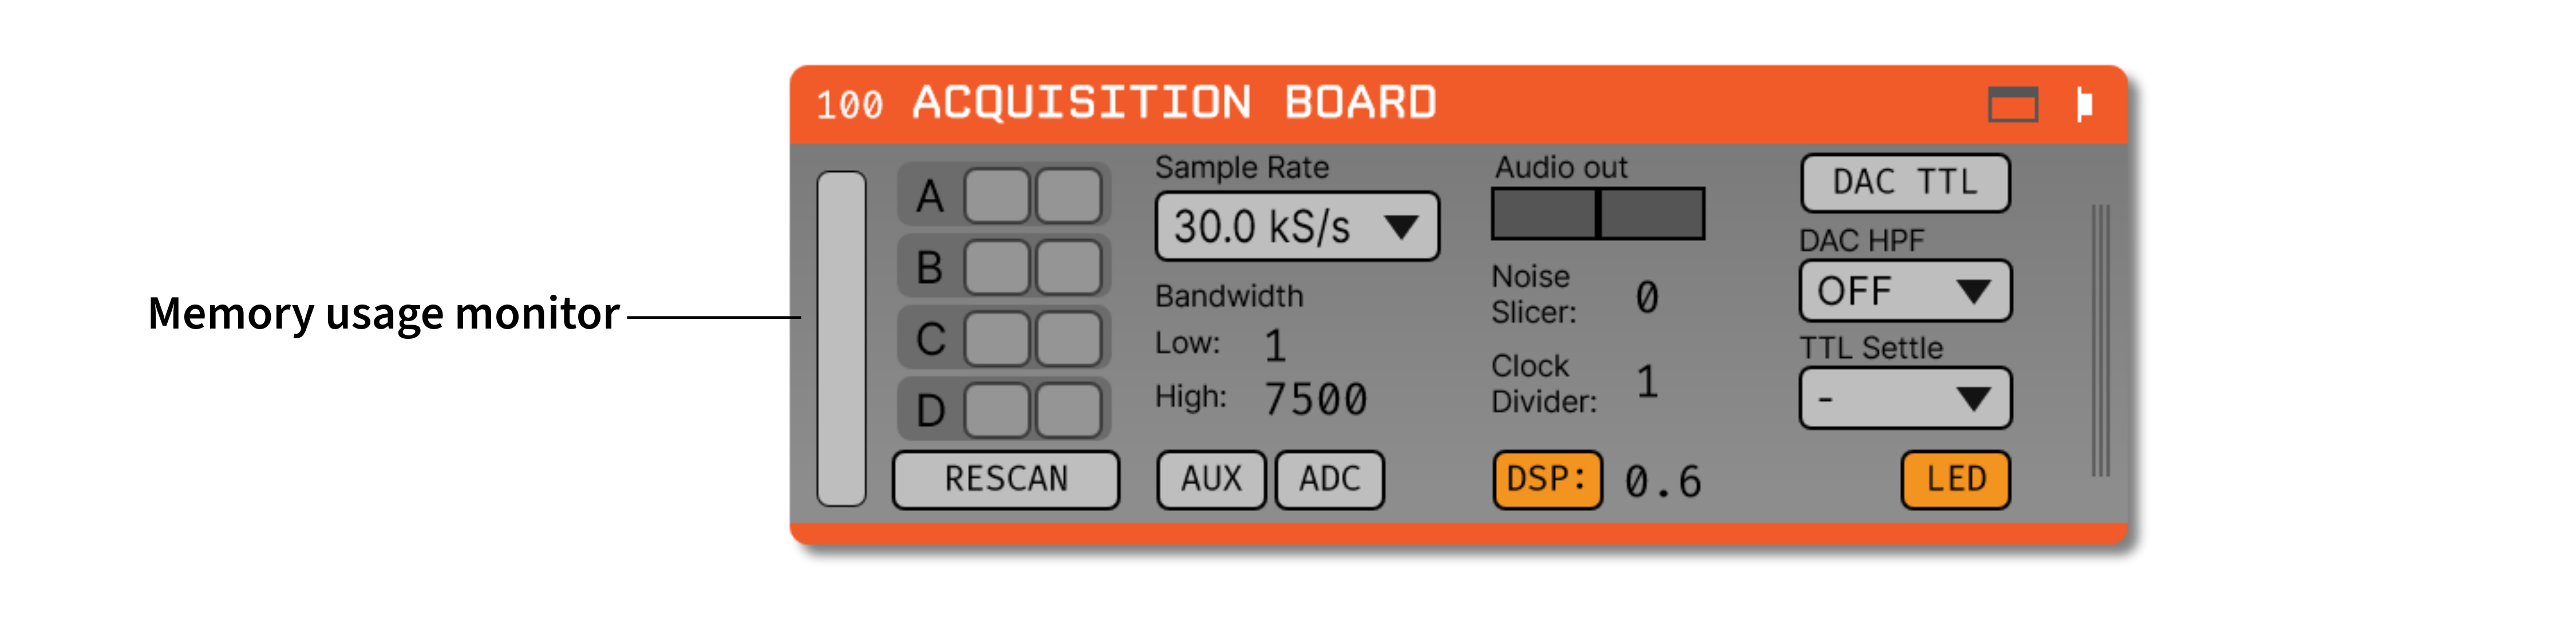 100 ACQUISITION BOARD
Memory usage monitor
A
B
C
D
RESCAN
Sample Rate
30.0 kS/s
Bandwidth
Low: 1
High: 7500
AUX ADC
Audio out
Noise
Slicer: 0
Clock
Divider: 1
DSP: 0.6
DAC TTL
DAC HPF
OFF
TTL Settle
-
LED